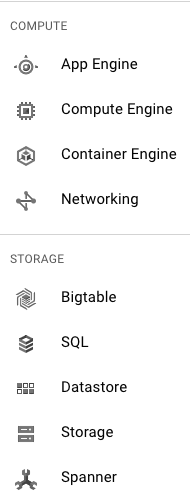 COMPUTE
App Engine
Compute Engine
Container Engine
Networking
STORAGE
Bigtable
SQL
Datastore
Storage
Spanner